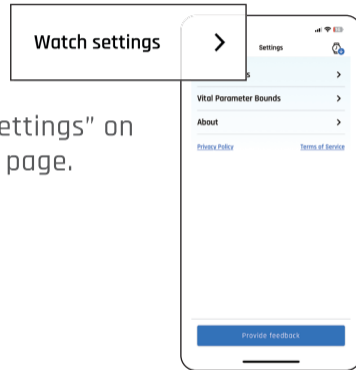 Watch settings
ettings" on
page.
Settings
s
Vital Parameter Bounds
About
Privacy Policy
Terms of Service
Provide feedback